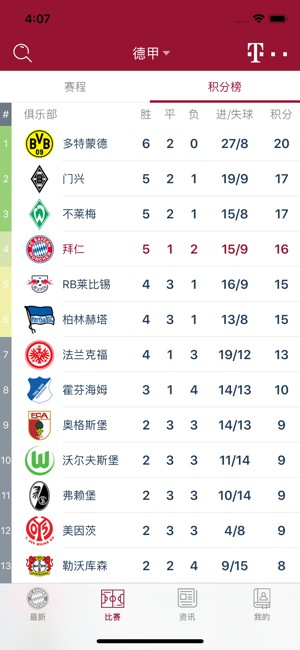 4:07
德甲
T
赛程 积分榜
# 俱乐部 胜 平 负 进/失球 积分
1 BVB 09 多特蒙德 6 2 0 27/8 20
2 门兴 5 2 1 19/9 17
3 不莱梅 5 2 1 15/8 17
4 拜仁 5 1 2 15/9 16
5 RB莱比锡 4 3 1 16/9 15
6 柏林赫塔 4 3 1 13/8 15
7 法兰克福 4 1 3 19/12 13
8 霍芬海姆 3 1 4 14/13 10
9 FCA 奥格斯堡 2 3 3 14/13 9
10 沃尔夫斯堡 2 3 3 11/14 9
11 弗赖堡 2 3 3 10/14 9
12 美因茨 2 3 3 4/8 9
13 勒沃库森 2 2 4 9/15 8
最新 比赛 资讯 我的